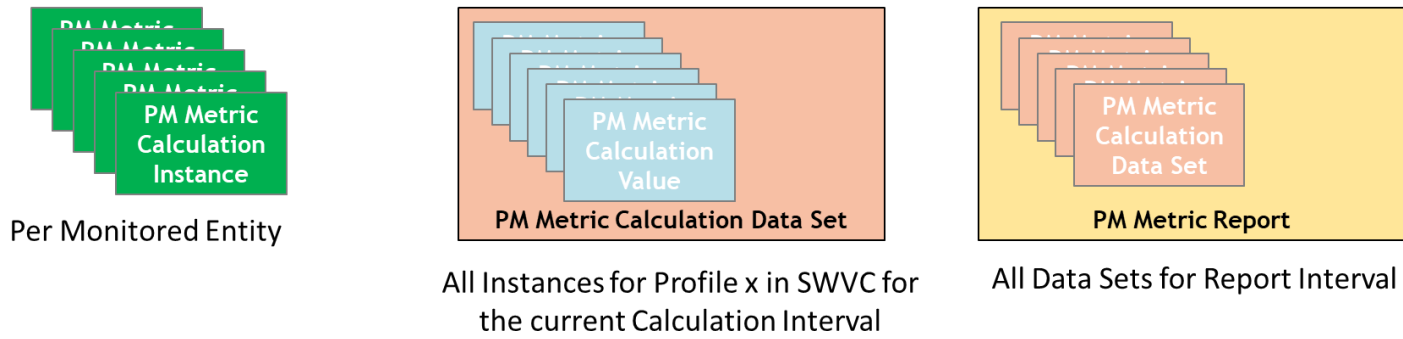 PM Metric
PM Metric
PM Metric
PM Metric
PM Metric
Calculation
Instance
Per Monitored Entity
PM Metric
Calculation
Value
PM Metric Calculation Data Set
All Instances for Profile x in SWVC for
the current Calculation Interval
PM Metric
Calculation
Data Set
PM Metric Report
All Data Sets for Report Interval